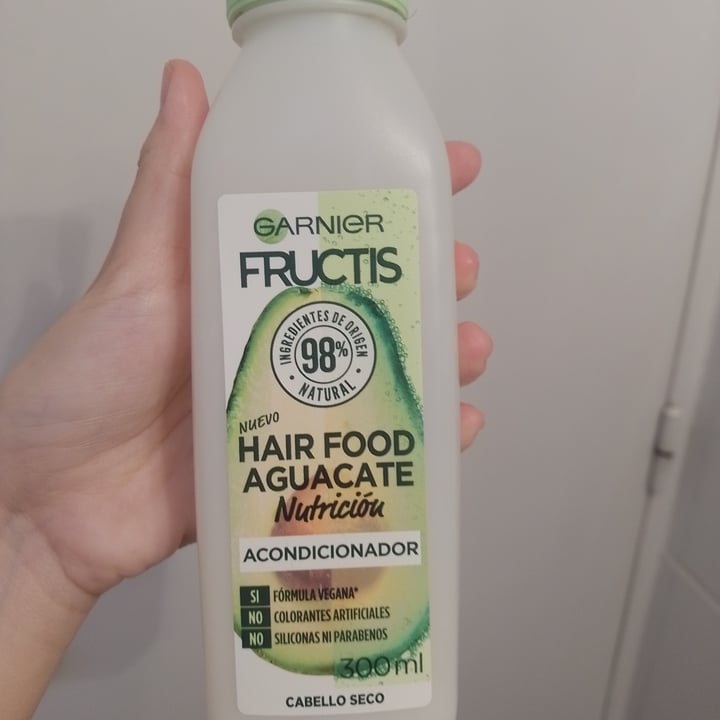 GARNIER
FRUCTIS
INGREDIENTES DE ORIGEN
98%
NATURAL
NUEVO
HAIR FOOD
AGUACATE
Nutrición
ACONDICIONADOR
SI FÓRMULA VEGANA*
NO COLORANTES ARTIFICIALES
NO SILICONAS NI PARABENOS
300ml
CABELLO SECO